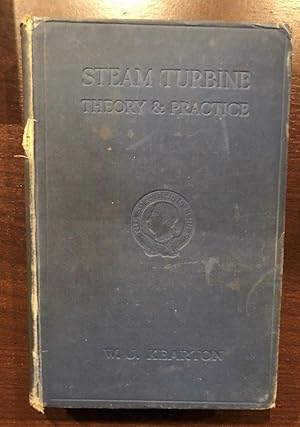 STEAM TURBINE
THEORY & PRACTICE
W. J. KEARTON